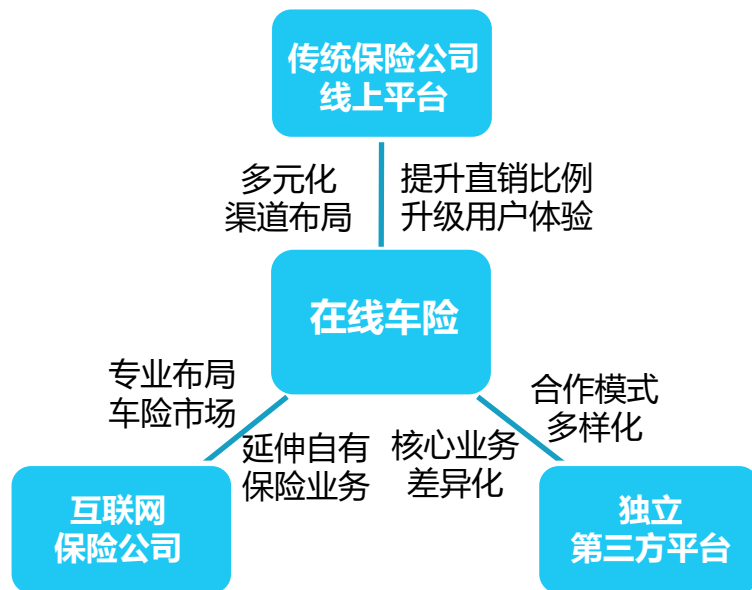 传统保险公司
线上平台
多元化
渠道布局
提升直销比例
升级用户体验
在线车险
专业布局
车险市场
延伸自有
保险业务
核心业务
差异化
合作模式
多样化
互联网
保险公司
独立
第三方平台